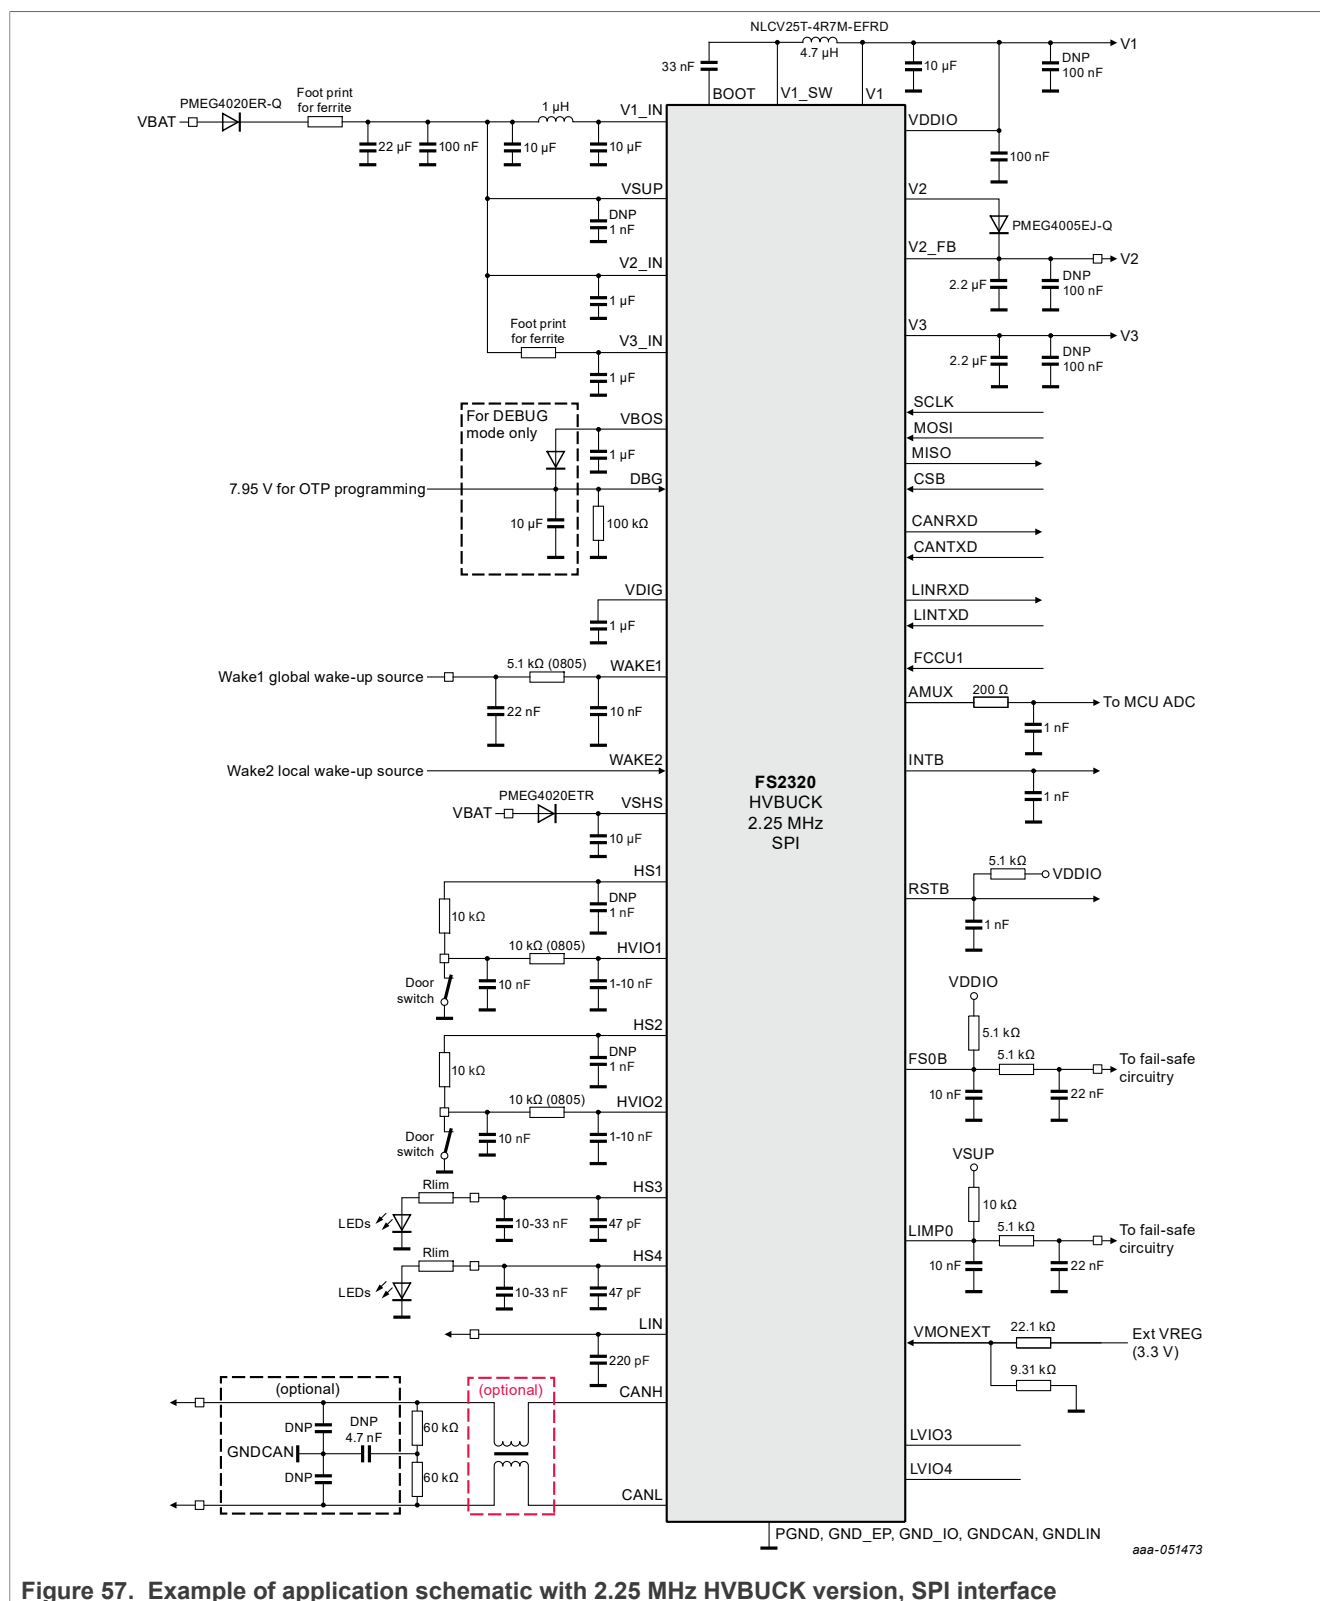 NLCV25T-4R7M-EFRD
4.7 µH
V1
33 nF
10 µF
DNP
100 nF
BOOT
V1_SW
V1
PMEG4020ER-Q
Foot print
for ferrite
1 µH
V1_IN
VBAT
22 µF
100 nF
10 µF
10 µF
VDDIO
100 nF
VSUP
DNP
1 nF
V2
PMEG4005EJ-Q
V2_IN
1 µF
V2_FB
V2
2.2 µF
DNP
100 nF
Foot print
for ferrite
V3_IN
1 µF
V3
V3
2.2 µF
DNP
100 nF
For DEBUG
mode only
VBOS
1 µF
7.95 V for OTP programming
DBG
10 µF
100 kΩ
SCLK
MOSI
MISO
CSB
CANRXD
CANTXD
VDIG
1 µF
LINRXD
LINTXD
5.1 kΩ (0805)
WAKE1
Wake1 global wake-up source
22 nF
10 nF
FCCU1
AMUX
200 Ω
To MCU ADC
1 nF
WAKE2
Wake2 local wake-up source
INTB
1 nF
FS2320
HVBUCK
2.25 MHz
SPI
PMEG4020ETR
VSHS
VBAT
10 µF
HS1
DNP
1 nF
10 kΩ
10 kΩ (0805)
HVIO1
Door
switch
10 nF
1-10 nF
5.1 kΩ
VDDIO
RSTB
1 nF
HS2
DNP
1 nF
10 kΩ
10 kΩ (0805)
HVIO2
Door
switch
10 nF
1-10 nF
VDDIO
5.1 kΩ
FS0B
5.1 kΩ
To fail-safe
circuitry
10 nF
22 nF
Rlim
HS3
LEDs
10-33 nF
47 pF
Rlim
HS4
LEDs
10-33 nF
47 pF
VSUP
10 kΩ
LIMP0
5.1 kΩ
To fail-safe
circuitry
10 nF
22 nF
LIN
220 pF
VMONEXT
22.1 kΩ
Ext VREG
(3.3 V)
9.31 kΩ
(optional)
(optional)
CANH
DNP
DNP
4.7 nF
60 kΩ
GNDCAN
DNP
60 kΩ
CANL
LVIO3
LVIO4
PGND, GND_EP, GND_IO, GNDCAN, GNDLIN
aaa-051473
Figure 57. Example of application schematic with 2.25 MHz HVBUCK version, SPI interface